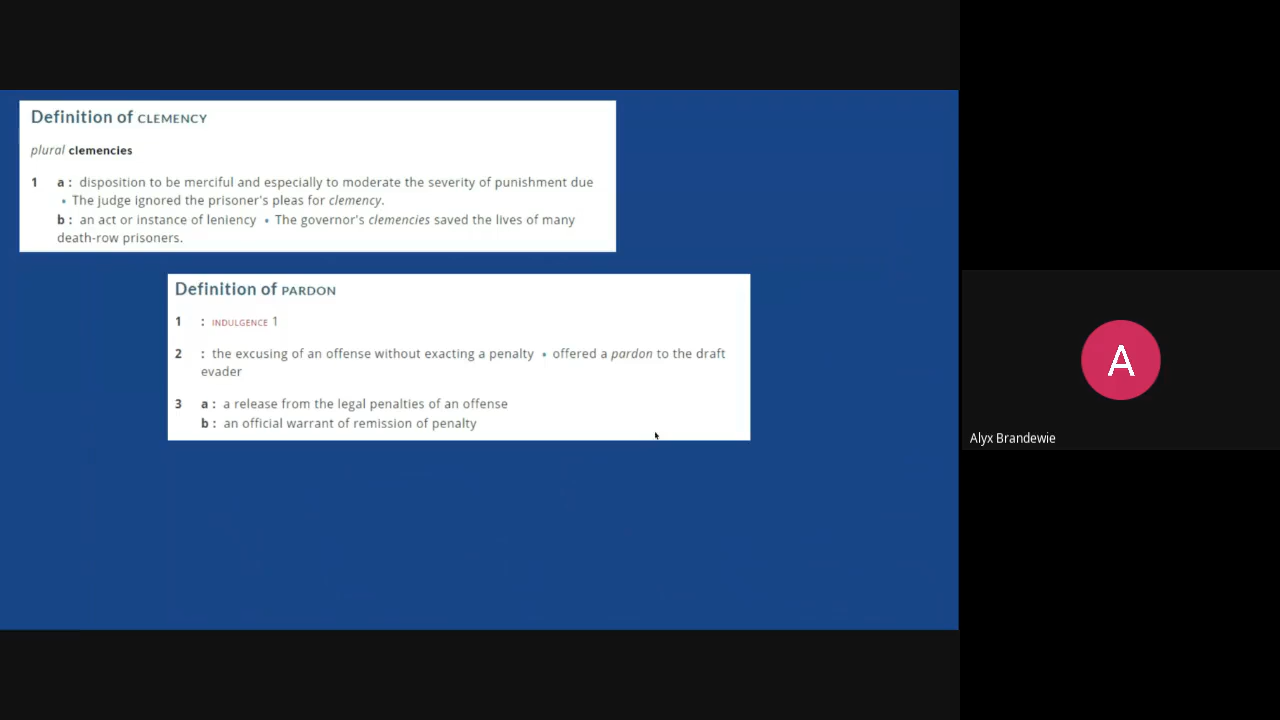 Definition of CLEMENCY
plural clemencies
1 a : disposition to be merciful and especially to moderate the severity of punishment due
• The judge ignored the prisoner's pleas for clemency.
b : an act or instance of leniency • The governor's clemencies saved the lives of many
death-row prisoners.
Definition of PARDON
1 : INDULGENCE 1
2 : the excusing of an offense without exacting a penalty • offered a pardon to the draft
evader
3 a : a release from the legal penalties of an offense
b : an official warrant of remission of penalty
A
Alyx Brandewie